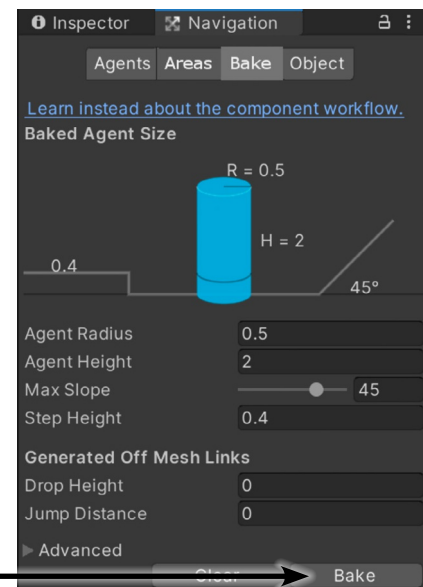 Inspector Navigation
Agents Areas Bake Object
Learn instead about the component workflow.
Baked Agent Size
R = 0.5
H = 2
0.4
45°
Agent Radius 0.5
Agent Height 2
Max Slope 45
Step Height 0.4
Generated Off Mesh Links
Drop Height 0
Jump Distance 0
Advanced
Clear Bake